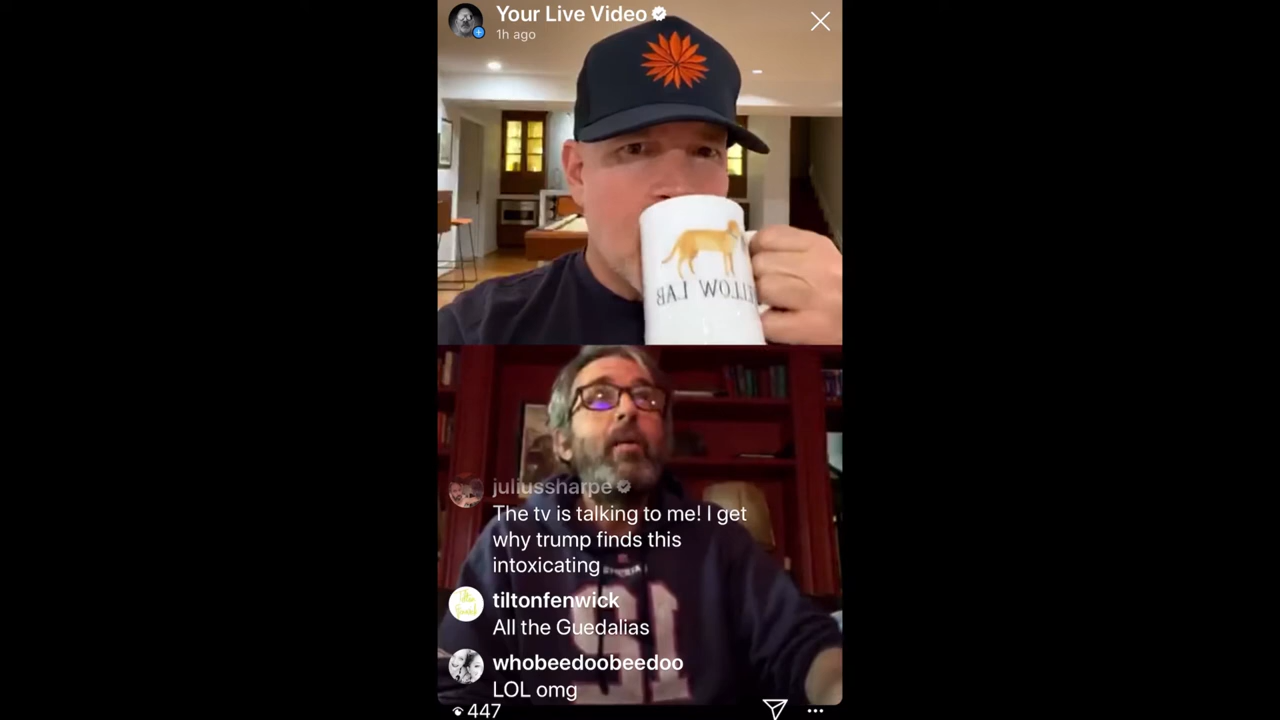 Your Live Video
1h ago
YELLOW LAB
juliussharpe
The tv is talking to me! I get
why trump finds this
intoxicating
tiltonfenwick
All the Guedalias
whobeedoobeedoo
LOL omg
447